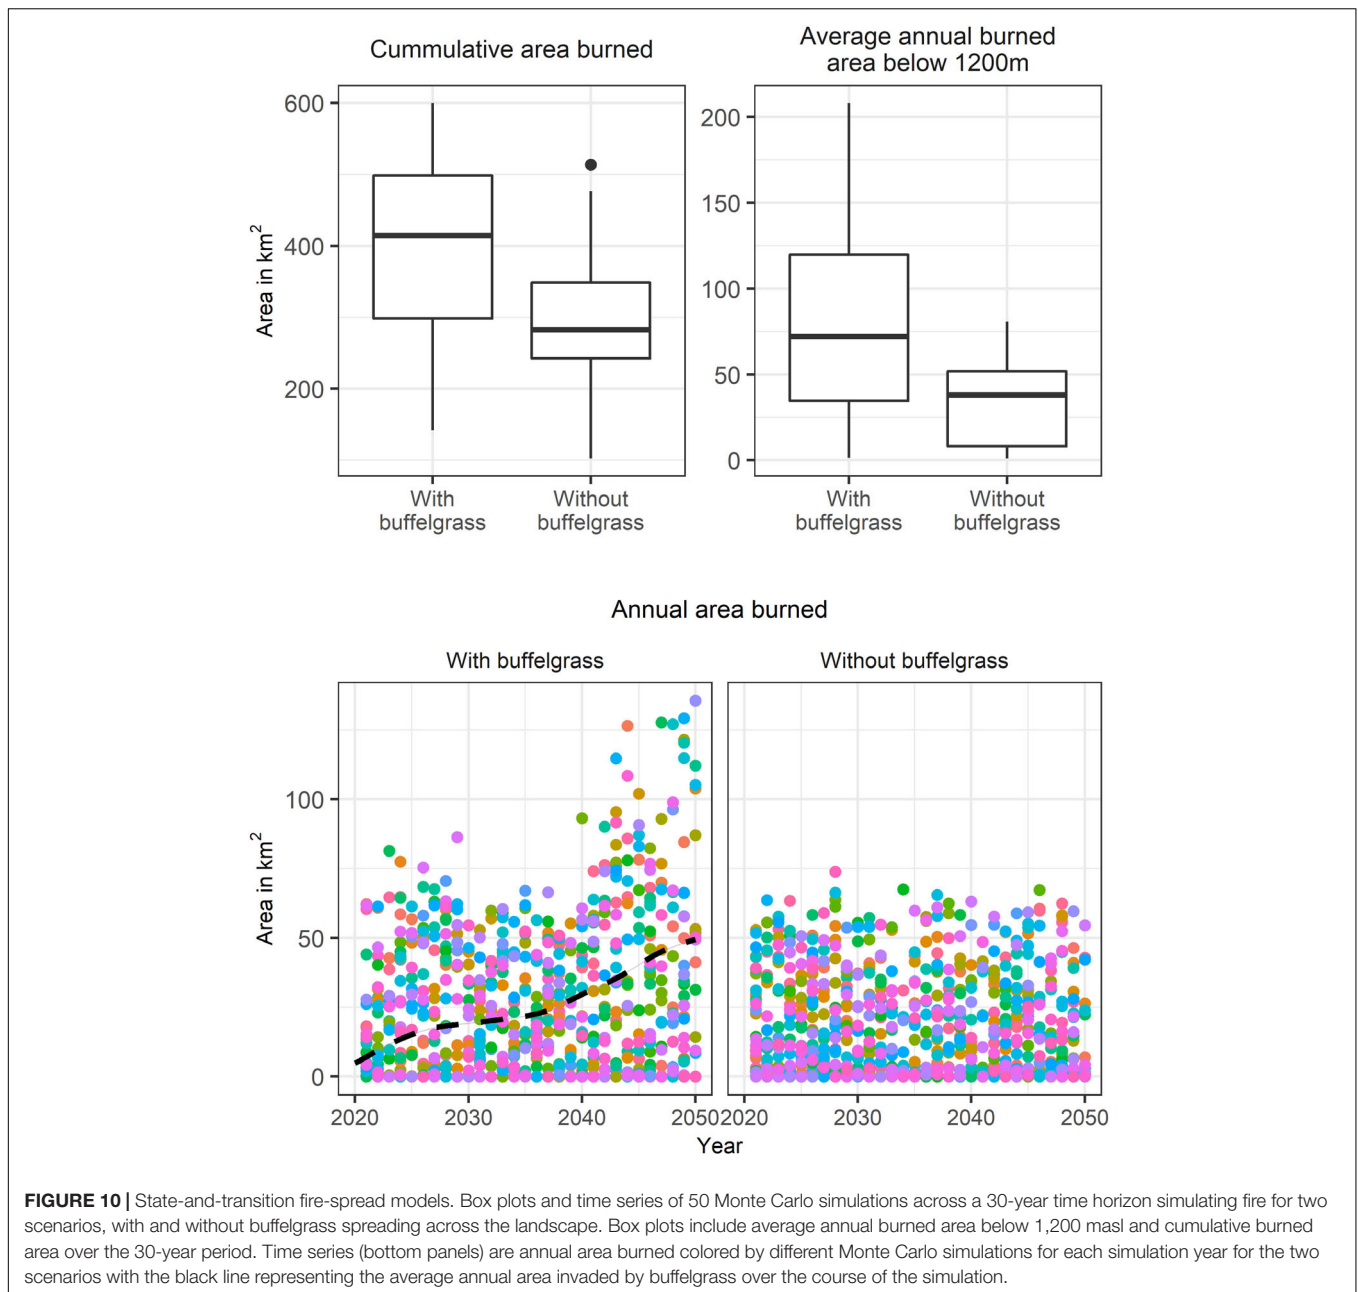 Cummulative area burned
Average annual burned
area below 1200m
Area in km²
600
400
200
With
buffelgrass
Without
buffelgrass
200
150
100
50
0
With
buffelgrass
Without
buffelgrass
Annual area burned
With buffelgrass
Without buffelgrass
Area in km²
100
50
0
2020
2030
2040
2050
2020
2030
2040
2050
Year
FIGURE 10 | State-and-transition fire-spread models. Box plots and time series of 50 Monte Carlo simulations across a 30-year time horizon simulating fire for two
scenarios, with and without buffelgrass spreading across the landscape. Box plots include average annual burned area below 1,200 masl and cumulative burned
area over the 30-year period. Time series (bottom panels) are annual area burned colored by different Monte Carlo simulations for each simulation year for the two
scenarios with the black line representing the average annual area invaded by buffelgrass over the course of the simulation.